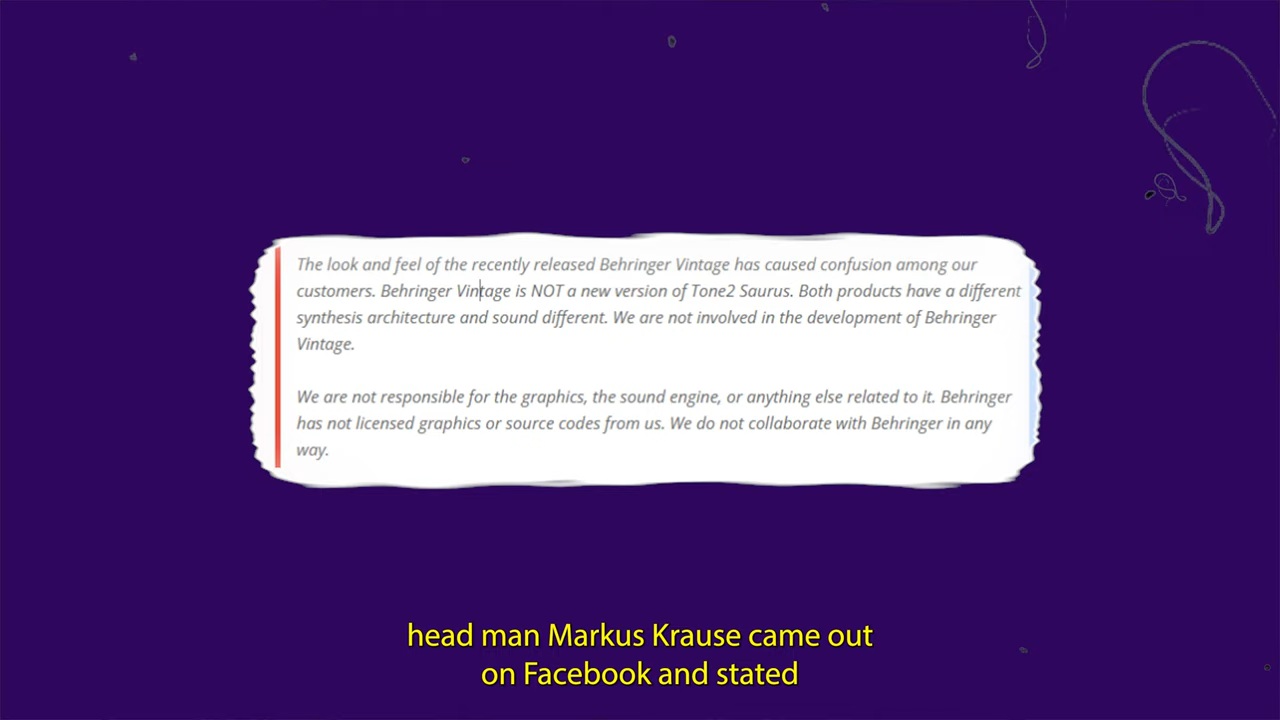 The look and feel of the recently released Behringer Vintage has caused confusion among our
customers. Behringer Vintage is NOT a new version of Tone2 Saurus. Both products have a different
synthesis architecture and sound different. We are not involved in the development of Behringer
Vintage.
We are not responsible for the graphics, the sound engine, or anything else related to it. Behringer
has not licensed graphics or source codes from us. We do not collaborate with Behringer in any
way.
head man Markus Krause came out
on Facebook and stated